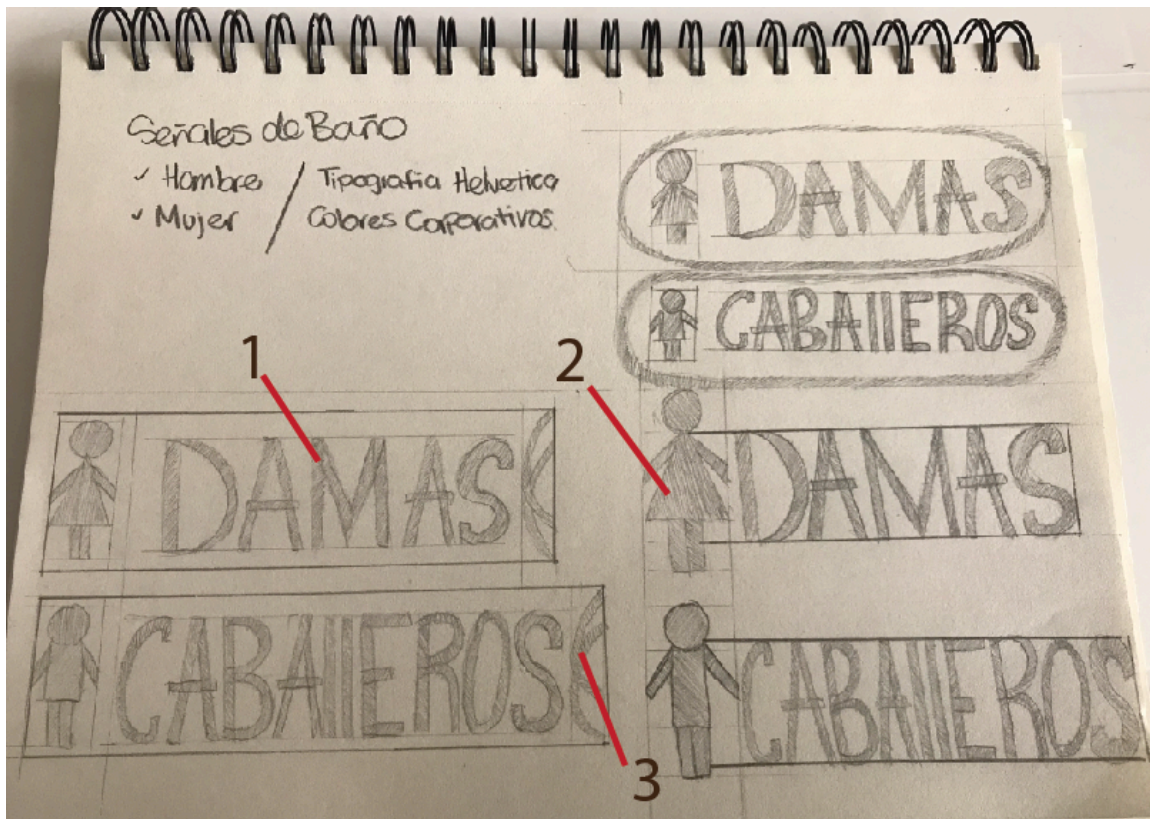 Señales de Baño
✓ Hombre / Tipografia Helvetica
✓ Mujer / Colores Corporativos.
DAMAS
CABAllEROS
1
2
DAMAS
DAMAS
CABAllEROS
CABAllEROS
3